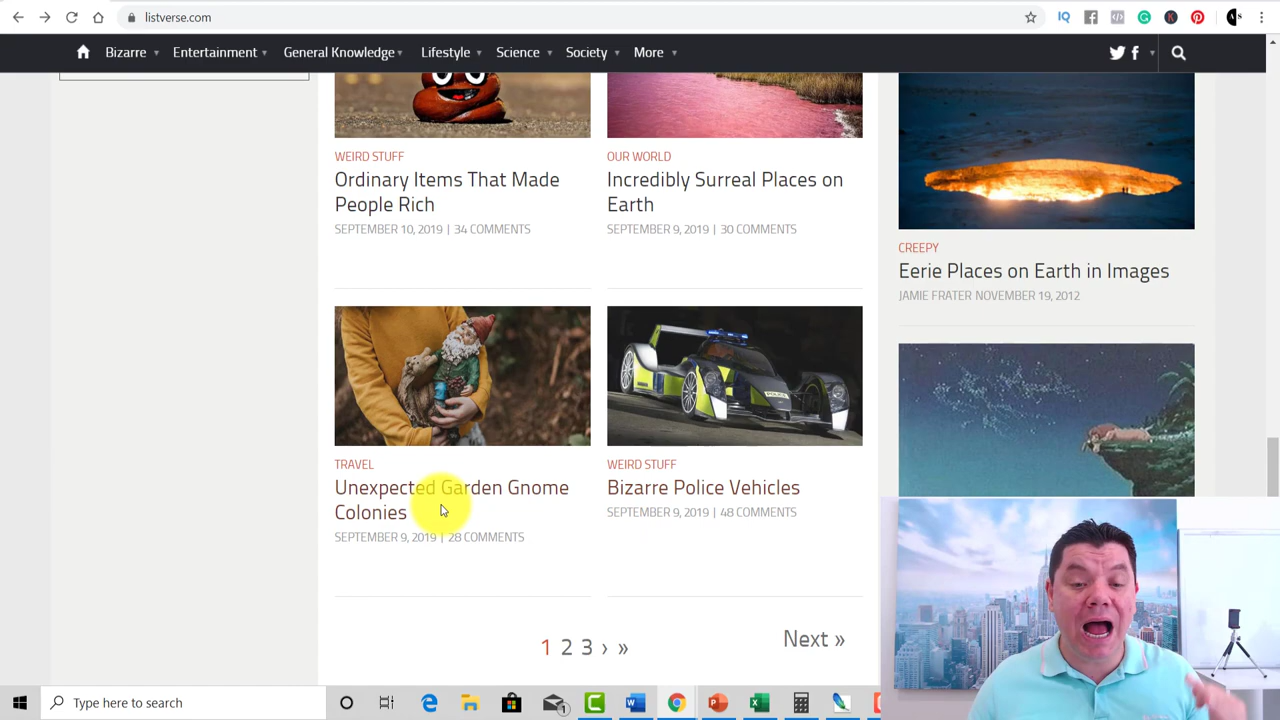 listverse.com
Bizarre Entertainment General Knowledge Lifestyle Science Society More
WEIRD STUFF
Ordinary Items That Made
People Rich
SEPTEMBER 10, 2019 | 34 COMMENTS
OUR WORLD
Incredibly Surreal Places on
Earth
SEPTEMBER 9, 2019 | 30 COMMENTS
CREEPY
Eerie Places on Earth in Images
JAMIE FRATER NOVEMBER 19, 2012
POLICE
TRAVEL
Unexpected Garden Gnome
Colonies
SEPTEMBER 9, 2019 | 28 COMMENTS
WEIRD STUFF
Bizarre Police Vehicles
SEPTEMBER 9, 2019 | 48 COMMENTS
1 2 3 › »
Next »
Type here to search